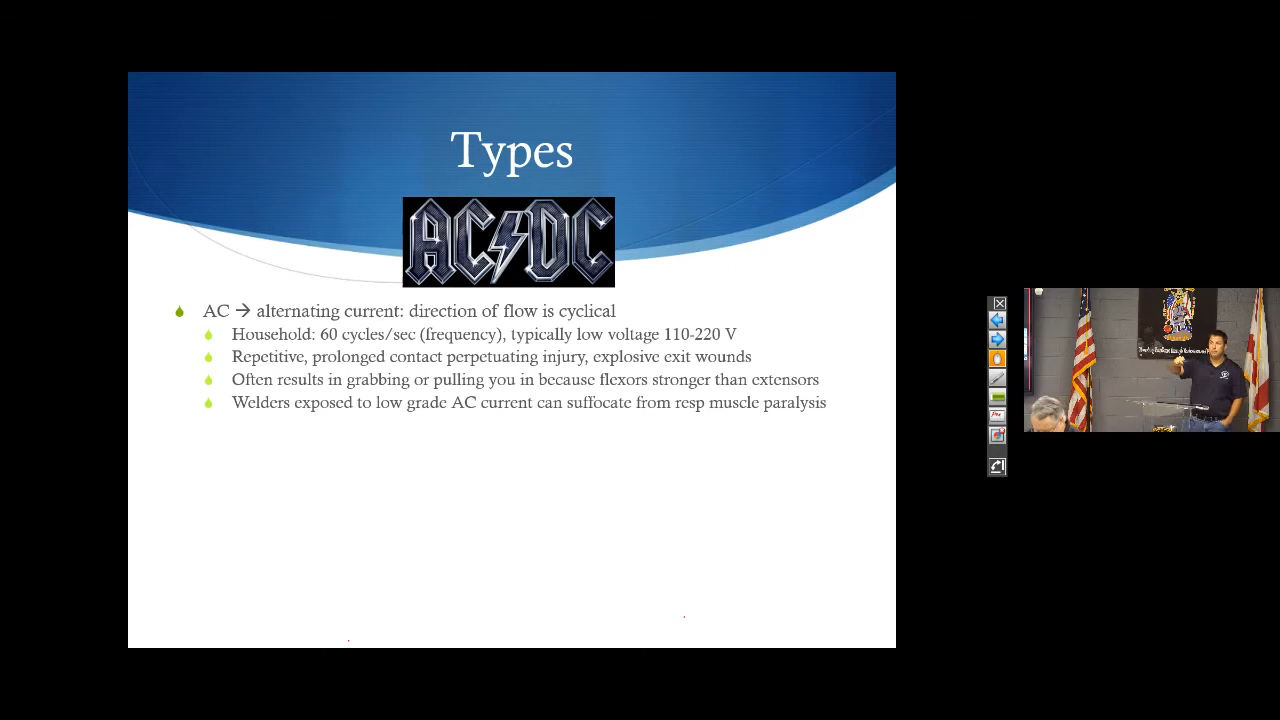 Types
AC/DC
AC → alternating current: direction of flow is cyclical
Household: 60 cycles/sec (frequency), typically low voltage 110-220 V
Repetitive, prolonged contact perpetuating injury, explosive exit wounds
Often results in grabbing or pulling you in because flexors stronger than extensors
Welders exposed to low grade AC current can suffocate from resp muscle paralysis